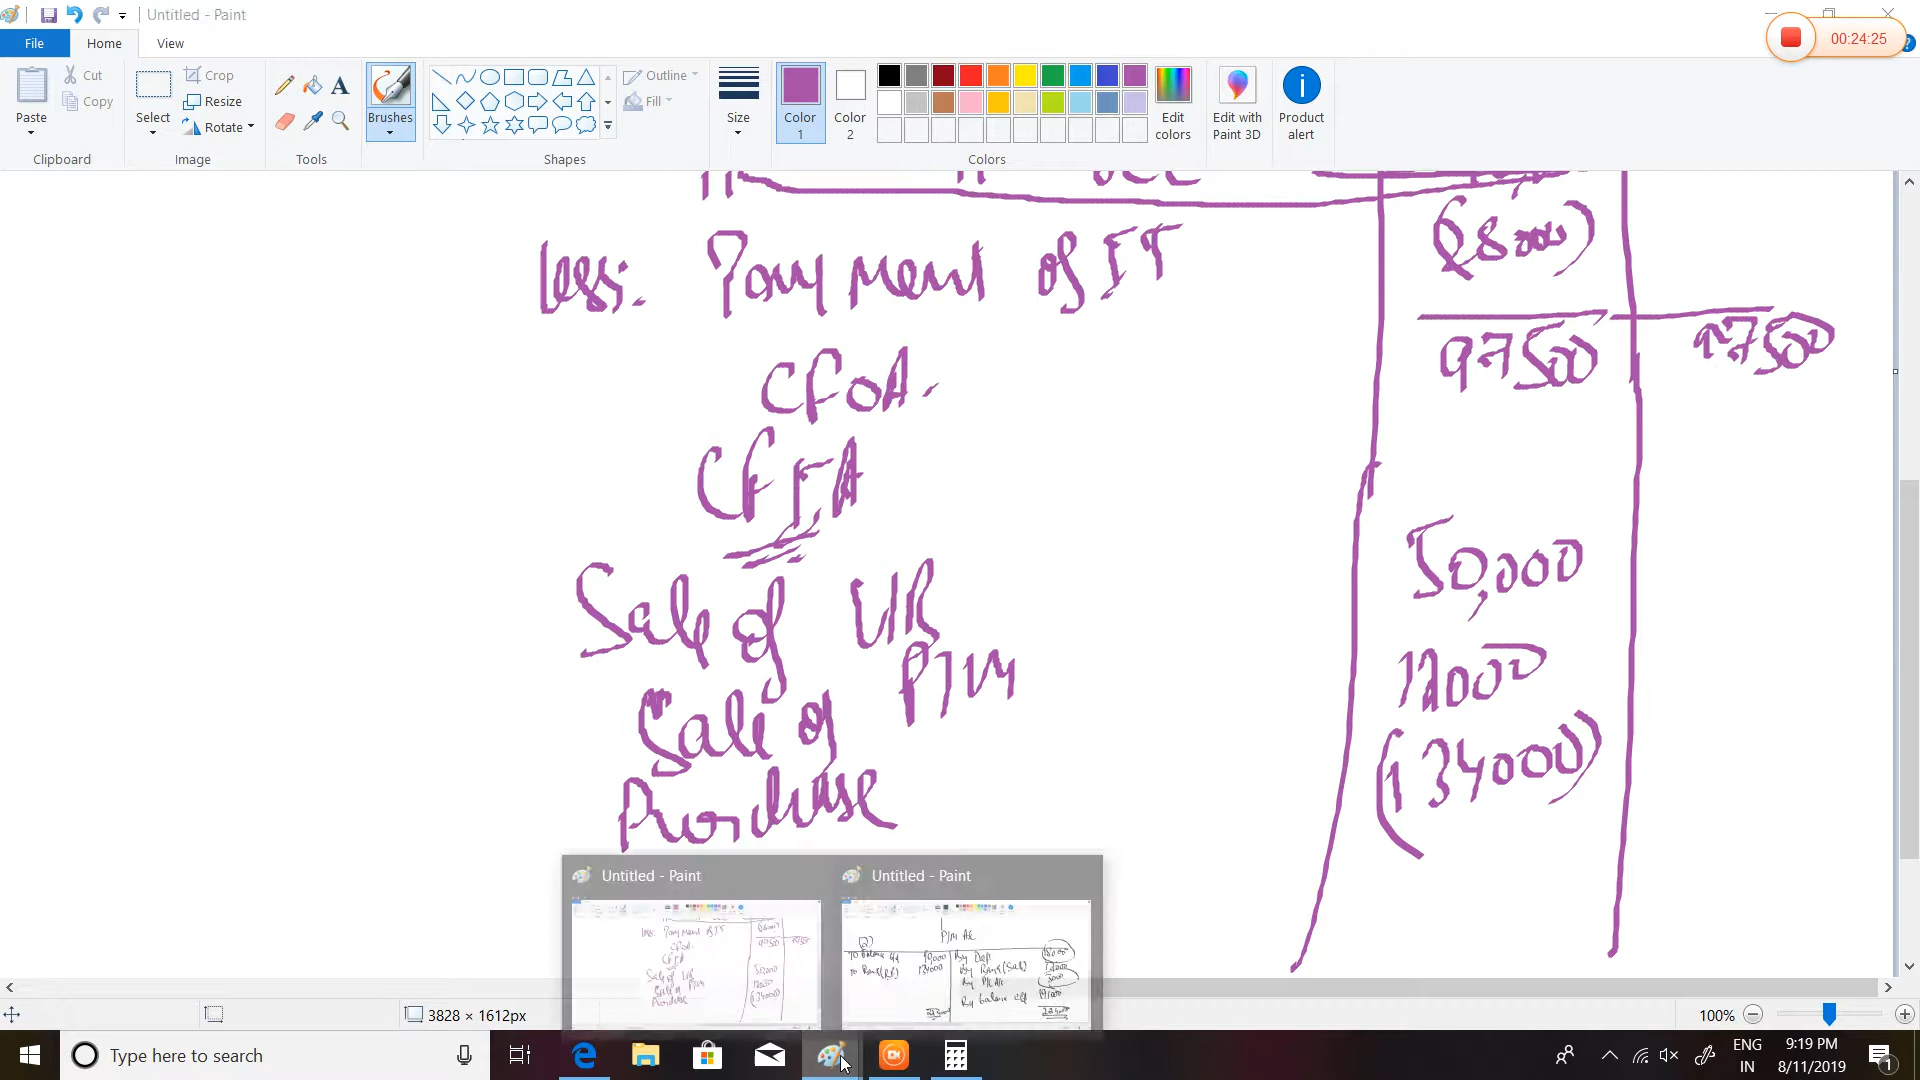 Untitled - Paint
00:24:25
File Home View
Cut
Copy
Paste
Clipboard
Select
Crop
Resize
Rotate
Image
Tools
Brushes
Outline
Fill
Shapes
Size
Color 1
Color 2
Colors
Edit colors
Edit with Paint 3D
Product alert
(28000)
Less: Payment of IT
97500 97500
CFOA.
CFIA
Sale of 50,000
Sale of P/M 12000
Purchase (134000)
Untitled - Paint Untitled - Paint
3828 × 1612px
100%
Type here to search
ENG
IN
9:19 PM
8/11/2019
1